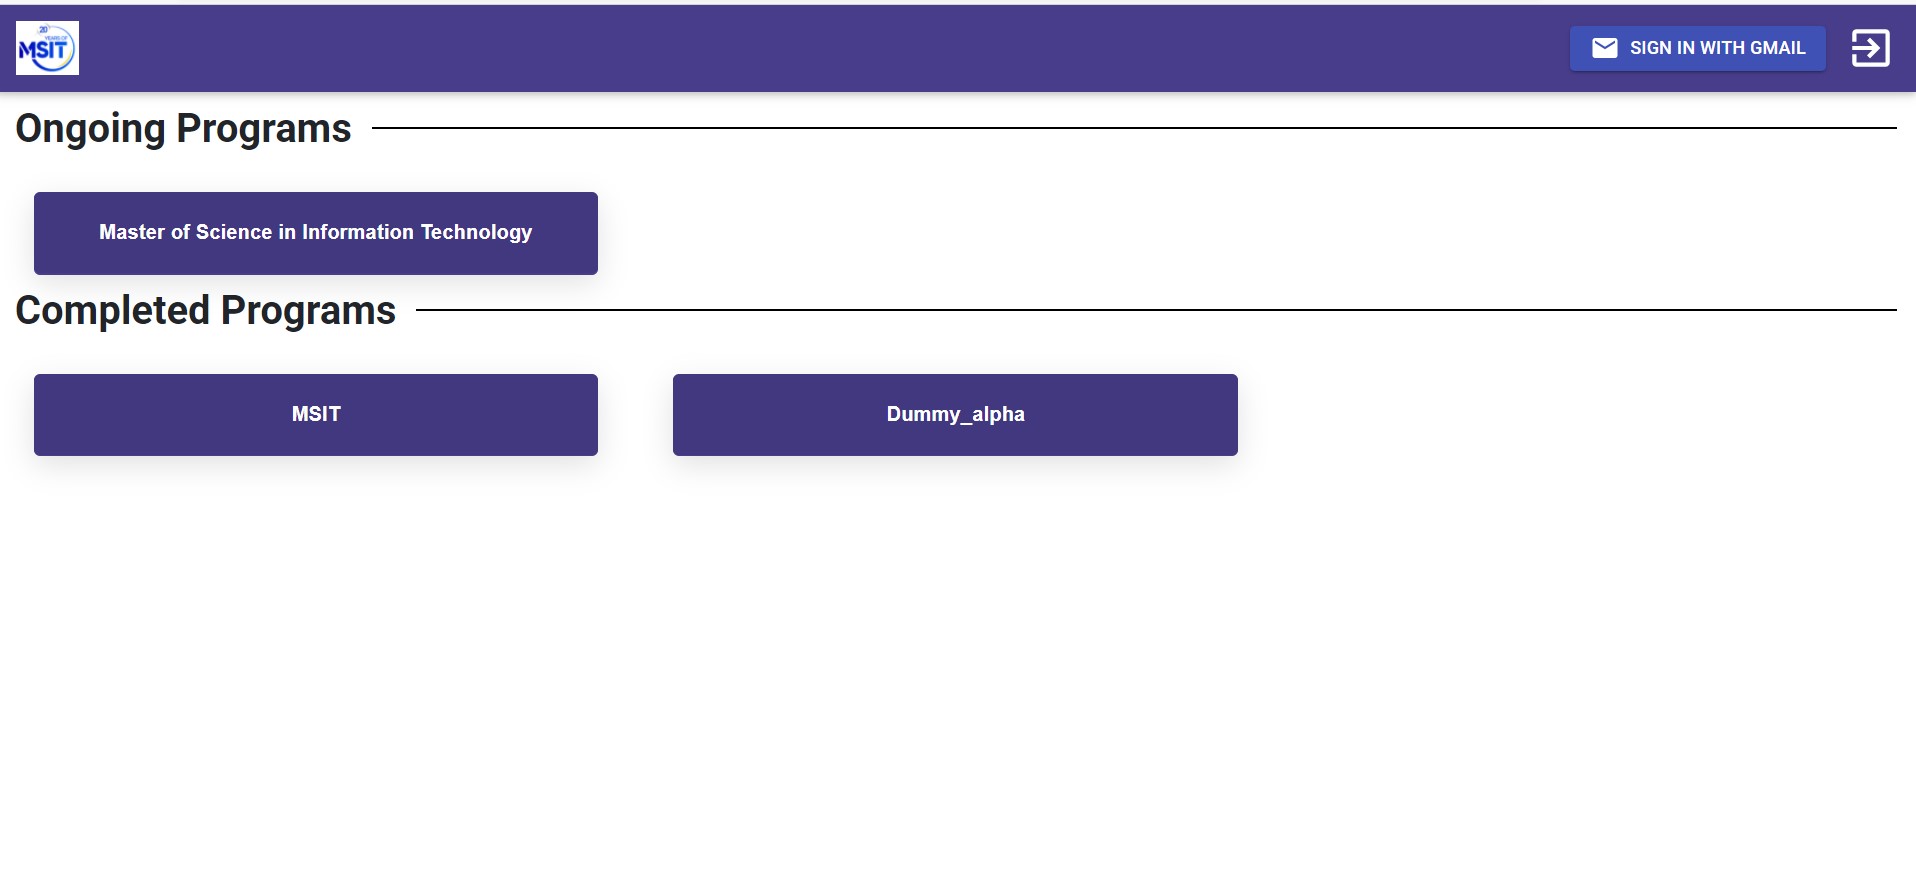 20
YEARS OF
MSIT
SIGN IN WITH GMAIL
Ongoing Programs
Master of Science in Information Technology
Completed Programs
MSIT
Dummy_alpha